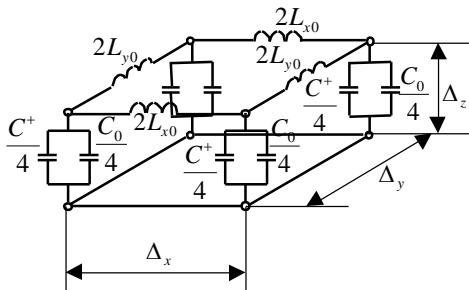 2L_{x0}
2L_{y0}
2L_{y0}
2L_{x0}
C^+/4
C_0/4
C^+/4
C_0/4
C^+/4
C_0/4
Δ_z
Δ_y
Δ_x